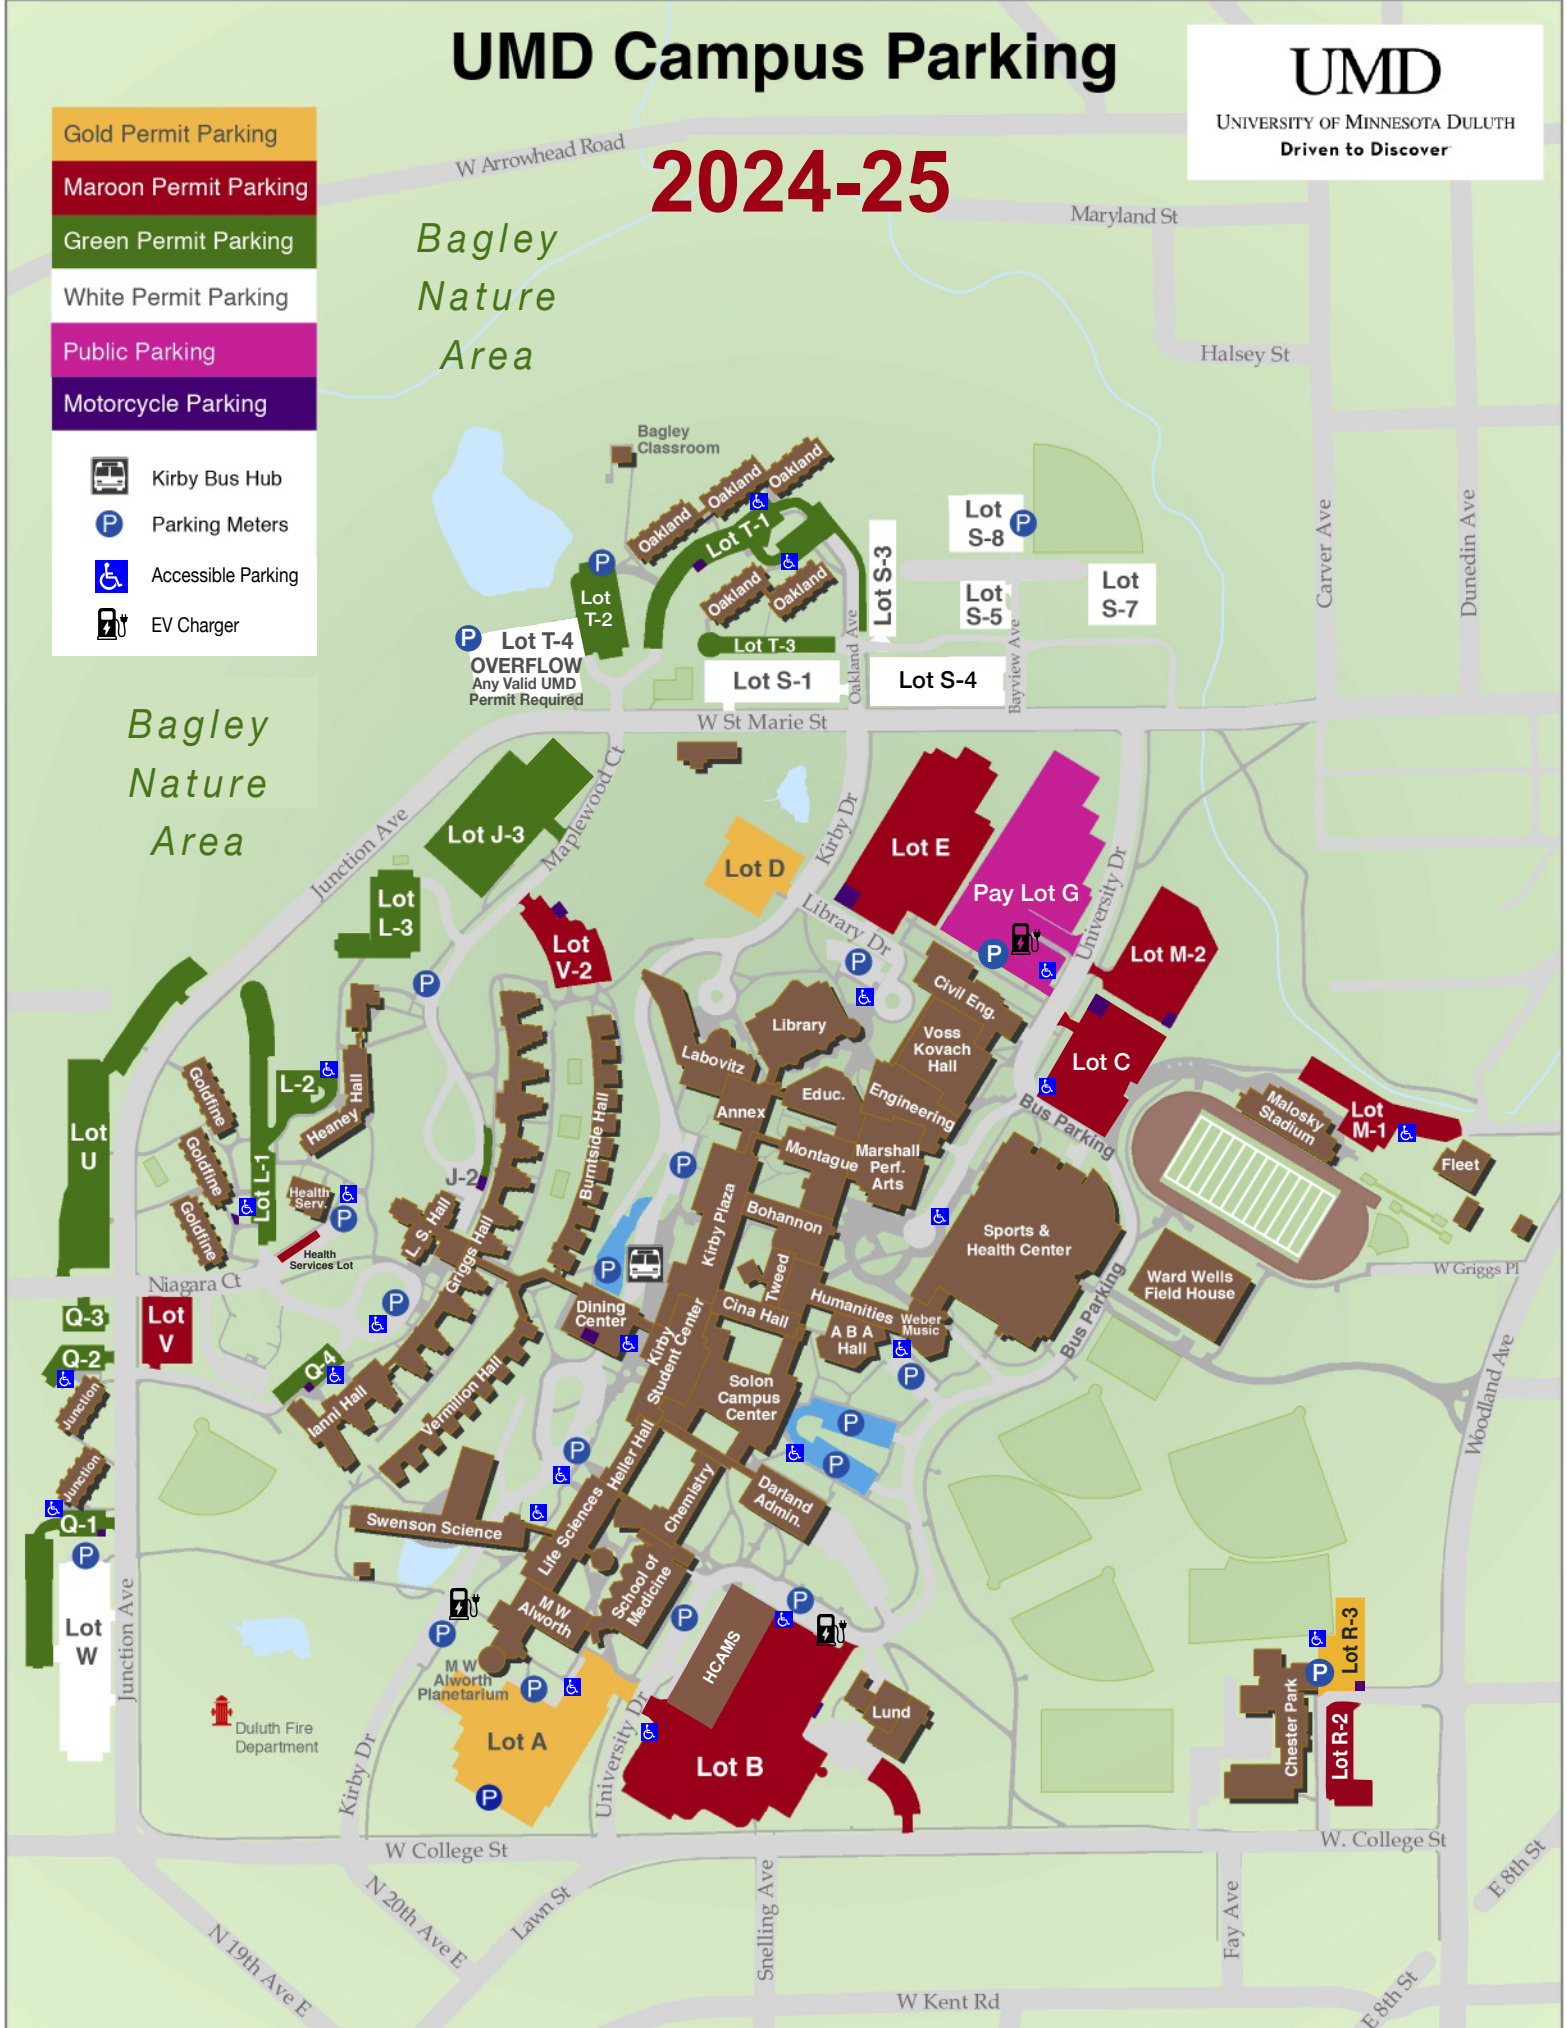 UMD Campus Parking
2024-25
UMD
UNIVERSITY OF MINNESOTA DULUTH
Driven to Discover
Gold Permit Parking
Maroon Permit Parking
Green Permit Parking
White Permit Parking
Public Parking
Motorcycle Parking
Kirby Bus Hub
P
Parking Meters
Accessible Parking
EV Charger
W Arrowhead Road
Maryland St
Halsey St
Carver Ave
Dunedin Ave
Bagley
Nature
Area
Bagley
Classroom
Oakland
Oakland
Oakland
Lot T-1
Oakland
Oakland
P
Lot
T-2
Lot T-3
P
Lot T-4
OVERFLOW
Any Valid UMD
Permit Required
Lot S-1
Oakland Ave
Lot S-3
Lot S-4
Lot
S-8
P
Lot
S-5
Lot
S-7
Bayview Ave
W St Marie St
Bagley
Nature
Area
Junction Ave
Lot J-3
Maplewood Ct
Lot
L-3
Lot
V-2
P
Lot D
Kirby Dr
Lot E
Pay Lot G
P
University Dr
Library Dr
P
Lot M-2
Lot C
Bus Parking
Malosky
Stadium
Lot
M-1
Fleet
W Griggs Pl
Civil Eng.
Voss
Kovach
Hall
Library
Labovitz
Educ.
Engineering
Annex
Montague
Marshall
Perf.
Arts
Bohannon
Kirby Plaza
Tweed
Cina Hall
Humanities
Weber
Music
A B A
Hall
P
Sports &
Health Center
Ward Wells
Field House
Bus Parking
Woodland Ave
Lot
U
Goldfine
Goldfine
Goldfine
L-2
Lot L-1
Heaney Hall
Health
Serv.
P
Health
Services Lot
J-2
L. S. Hall
Griggs Hall
Burntside Hall
P
P
Dining
Center
Kirby
Student Center
Solon
Campus
Center
P
P
Niagara Ct
Q-3
Lot
V
Q-2
Junction
Junction
Q-1
P
Q-4
P
Ianni Hall
Vermilion Hall
P
Heller Hall
Chemistry
Darland
Admin.
Swenson Science
Life Sciences
School of
Medicine
M W
Alworth
P
P
P
HCAMS
Lot
W
Junction Ave
M W
Alworth
Planetarium
P
Lot A
P
Lot B
Lund
Duluth Fire
Department
Kirby Dr
University Dr
Lot R-3
P
Chester Park
Lot R-2
W College St
W. College St
N 19th Ave E
N 20th Ave E
Lawn St
Snelling Ave
Fay Ave
E 8th St
E 8th St
W Kent Rd